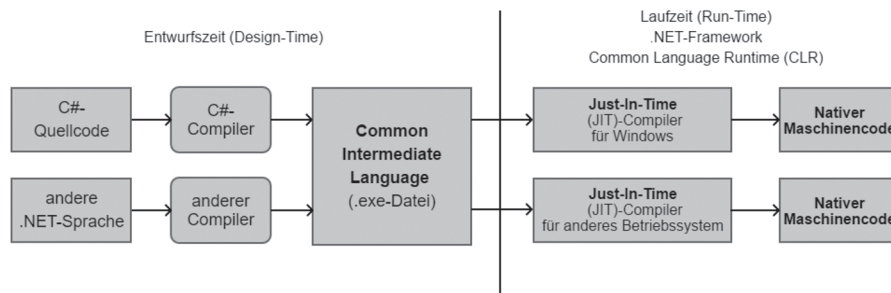 Entwurfszeit (Design-Time)
Laufzeit (Run-Time)
.NET-Framework
Common Language Runtime (CLR)
C#-
Quellcode
C#-
Compiler
Common
Intermediate
Language
(.exe-Datei)
Just-In-Time
(JIT)-Compiler
für Windows
Nativer
Maschinencode
andere
.NET-Sprache
anderer
Compiler
Just-In-Time
(JIT)-Compiler
für anderes Betriebssystem
Nativer
Maschinencode